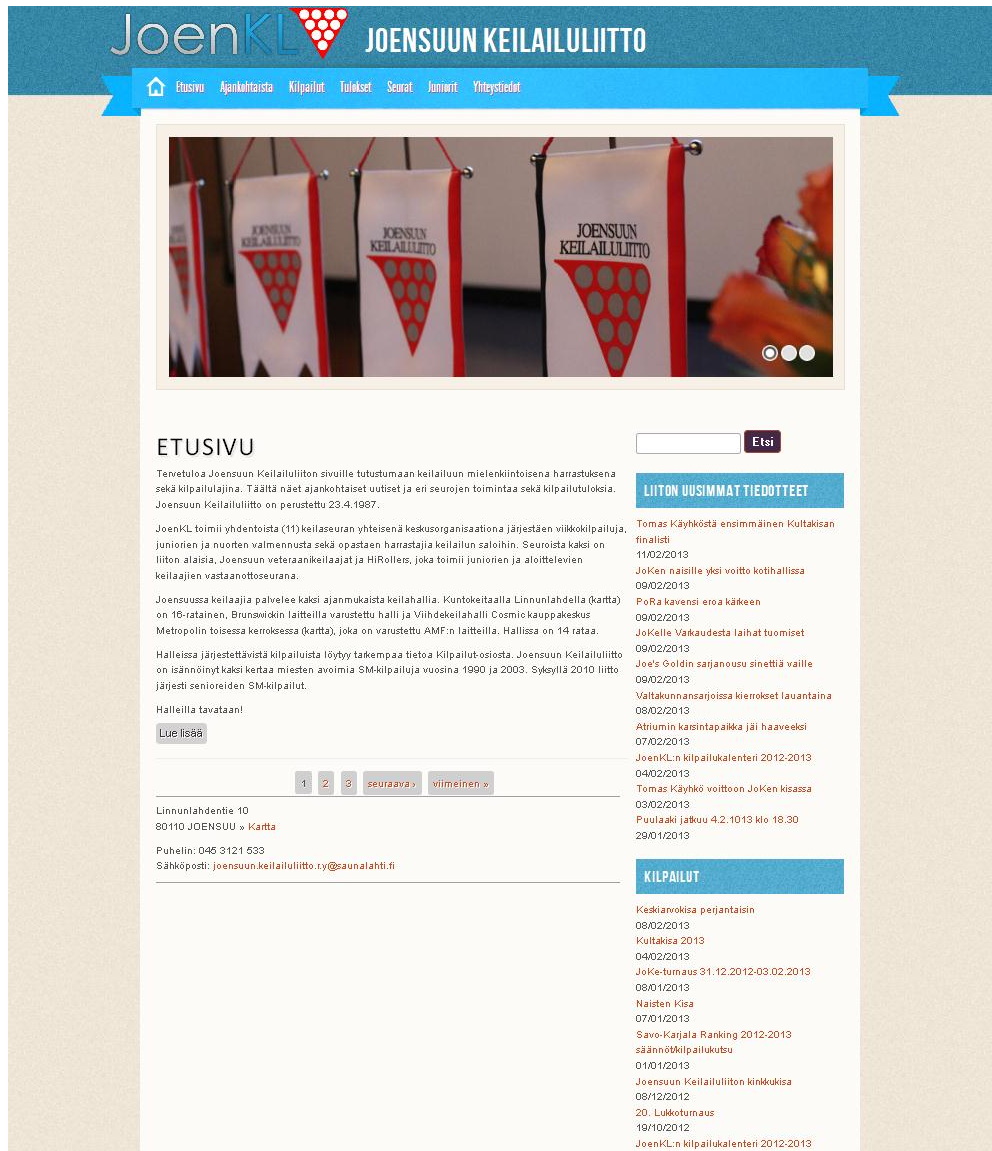 JoenKL
JOENSUUN KEILAILULIITTO
Etusivu Ajankohtaista Kilpailut Tulokset Seurat Juniorit Yhteystiedot
JOENSUUN
KEILAILULIITTO
JOENSUUN
KEILAILULIITTO
JOENSUUN
KEILAILULIITTO
ETUSIVU
Tervetuloa Joensuun Keilailuliiton sivuille tutustumaan keilailuun mielenkiintoisena harrastuksena
sekä kilpailulajina. Täältä näet ajankohtaiset uutiset ja eri seurojen toimintaa sekä kilpailutuloksia.
Joensuun Keilailuliitto on perustettu 23.4.1987.
JoenKL toimii yhdentoista (11) keilaseuran yhteisenä keskusorganisaationa järjestäen viikkokilpailuja,
juniorien ja nuorten valmennusta sekä opastaen harrastajia keilailun saloihin. Seuroista kaksi on
liiton alaisia, Joensuun veteraanikeilaajat ja HiRollers, joka toimii juniorien ja aloittelevien
keilaajien vastaanottoseurana.
Joensuussa keilaajia palvelee kaksi ajanmukaista keilahallia. Kuntokeitaalla Linnunlahdella (kartta)
on 16-ratainen, Brunswickin laitteilla varustettu halli ja Viihdekeilahalli Cosmic kauppakeskus
Metropolin toisessa kerroksessa (kartta), joka on varustettu AMF:n laitteilla. Hallissa on 14 rataa.
Halleissa järjestettävistä kilpailuista löytyy tarkempaa tietoa Kilpailut-osiosta. Joensuun Keilailuliitto
on isännöinyt kaksi kertaa miesten avoimia SM-kilpailuja vuosina 1990 ja 2003. Syksyllä 2010 liitto
järjesti senioreiden SM-kilpailut.
Halleilla tavataan!
Lue lisää
1 2 3 seuraava › viimeinen »
Linnunlahdentie 10
80110 JOENSUU » Kartta
Puhelin: 045 3121 533
Sähköposti: joensuun.keilailuliitto.r.y@saunalahti.fi
Etsi
LIITON UUSIMMAT TIEDOTTEET
Tomas Käyhköstä ensimmäinen Kultakisan
finalisti
11/02/2013
JoKen naisille yksi voitto kotihallissa
09/02/2013
PoRa kavensi eroa kärkeen
09/02/2013
JoKelle Varkaudesta laihat tuomiset
09/02/2013
Joe's Goldin sarjanousu sinettiä vaille
09/02/2013
Valtakunnansarjoissa kierrokset lauantaina
08/02/2013
Atriumin karsintapaikka jäi haaveeksi
07/02/2013
JoenKL:n kilpailukalenteri 2012-2013
04/02/2013
Tomas Käyhkö voittoon JoKen kisassa
03/02/2013
Puulaaki jatkuu 4.2.1013 klo 18.30
29/01/2013
KILPAILUT
Keskiarvokisa perjantaisin
08/02/2013
Kultakisa 2013
04/02/2013
JoKe-turnaus 31.12.2012-03.02.2013
08/01/2013
Naisten Kisa
07/01/2013
Savo-Karjala Ranking 2012-2013
säännöt/kilpailukutsu
01/01/2013
Joensuun Keilailuliiton kinkkukisa
08/12/2012
20. Lukkoturnaus
19/10/2012
JoenKL:n kilpailukalenteri 2012-2013